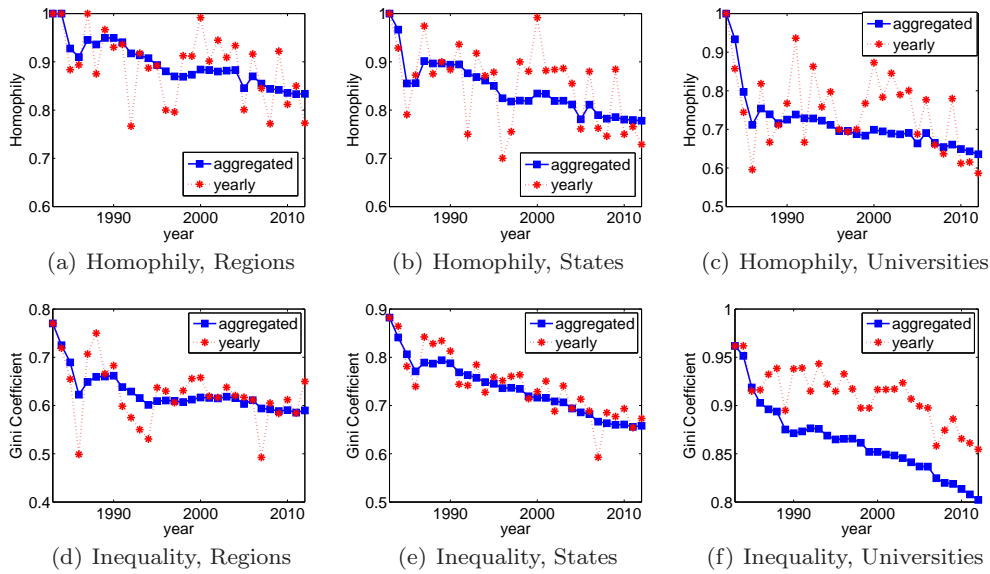 1
0.9
0.8
0.7
0.6
Homophily
1990 2000 2010
year
aggregated
yearly
(a) Homophily, Regions
1
0.9
0.8
0.7
0.6
Homophily
1990 2000 2010
year
aggregated
yearly
(b) Homophily, States
1
0.9
0.8
0.7
0.6
0.5
Homophily
1990 2000 2010
year
aggregated
yearly
(c) Homophily, Universities
0.8
0.7
0.6
0.5
0.4
Gini Coefficient
1990 2000 2010
year
aggregated
yearly
(d) Inequality, Regions
0.9
0.8
0.7
0.6
0.5
Gini Coefficient
1990 2000 2010
year
aggregated
yearly
(e) Inequality, States
1
0.95
0.9
0.85
0.8
Gini Coefficient
1990 2000 2010
year
aggregated
yearly
(f) Inequality, Universities